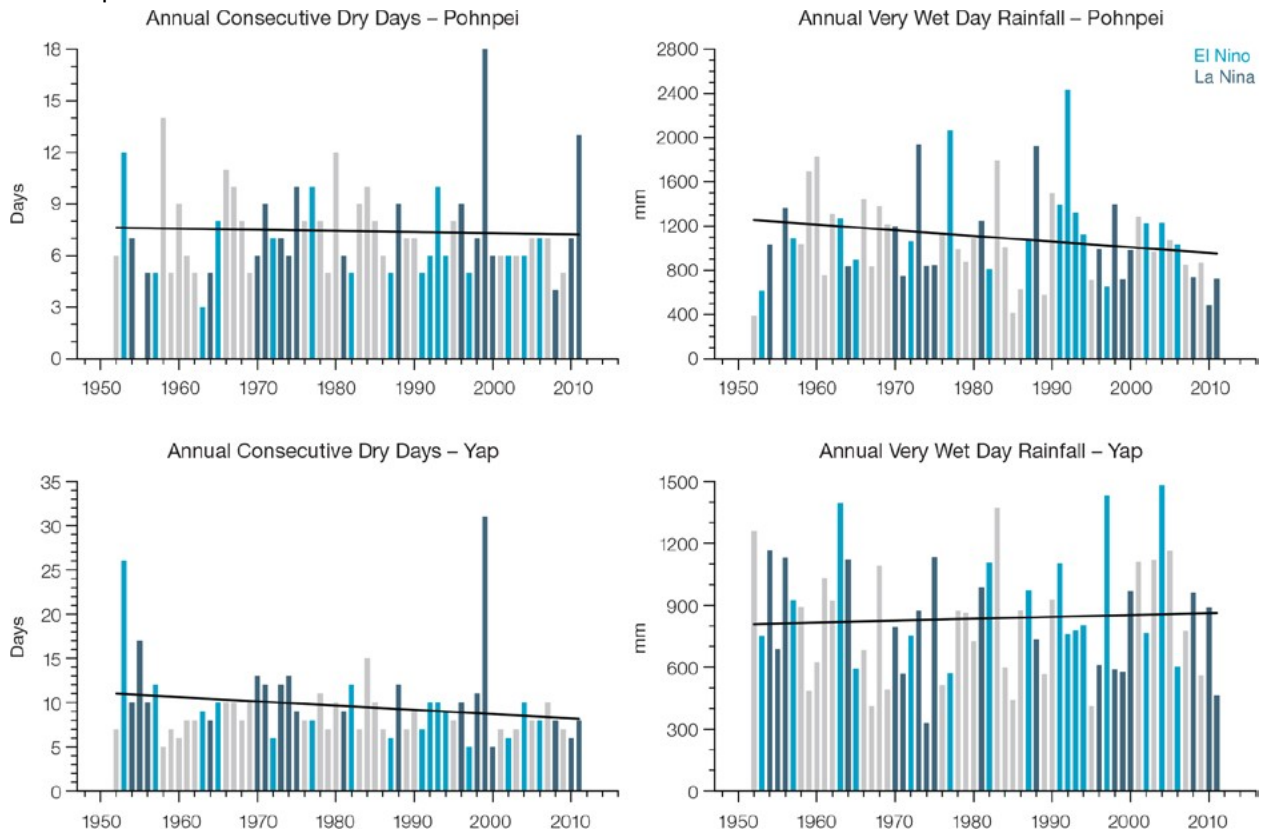 Annual Consecutive Dry Days – Pohnpei
18
15
12
9
6
3
0
Days
1950 1960 1970 1980 1990 2000 2010
Annual Very Wet Day Rainfall – Pohnpei
2800
2400
2000
1600
1200
800
400
0
mm
El Nino
La Nina
1950 1960 1970 1980 1990 2000 2010
Annual Consecutive Dry Days – Yap
35
30
25
20
15
10
5
0
Days
1950 1960 1970 1980 1990 2000 2010
Annual Very Wet Day Rainfall – Yap
1500
1200
900
600
300
0
mm
1950 1960 1970 1980 1990 2000 2010